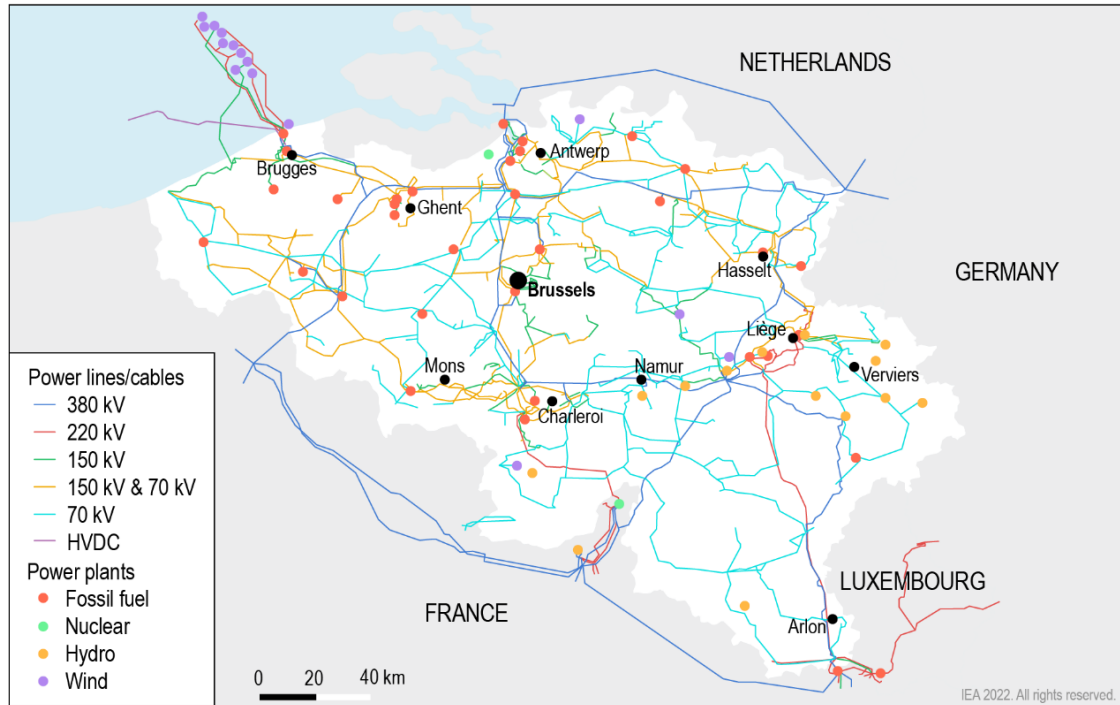 NETHERLANDS
Antwerp
Brugges
Ghent
Hasselt
GERMANY
Brussels
Liège
Mons
Namur
Verviers
Charleroi
LUXEMBOURG
FRANCE
Arlon
Power lines/cables
380 kV
220 kV
150 kV
150 kV & 70 kV
70 kV
HVDC
Power plants
Fossil fuel
Nuclear
Hydro
Wind
0 20 40 km
IEA 2022. All rights reserved.